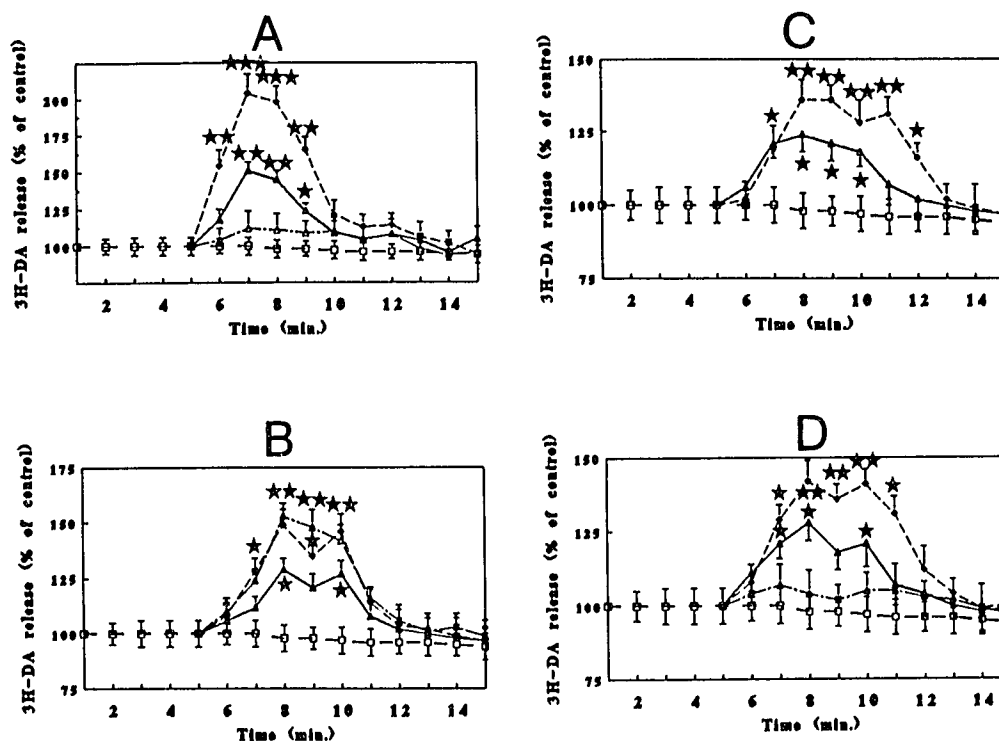 A
3H-DA release (% of control)
200
175
150
125
100
2 4 6 8 10 12 14
Time (min.)
C
3H-DA release (% of control)
150
125
100
75
2 4 6 8 10 12 14
Time (min.)
B
3H-DA release (% of control)
175
150
125
100
75
2 4 6 8 10 12 14
Time (min.)
D
3H-DA release (% of control)
150
125
100
75
2 4 6 8 10 12 14
Time (min.)